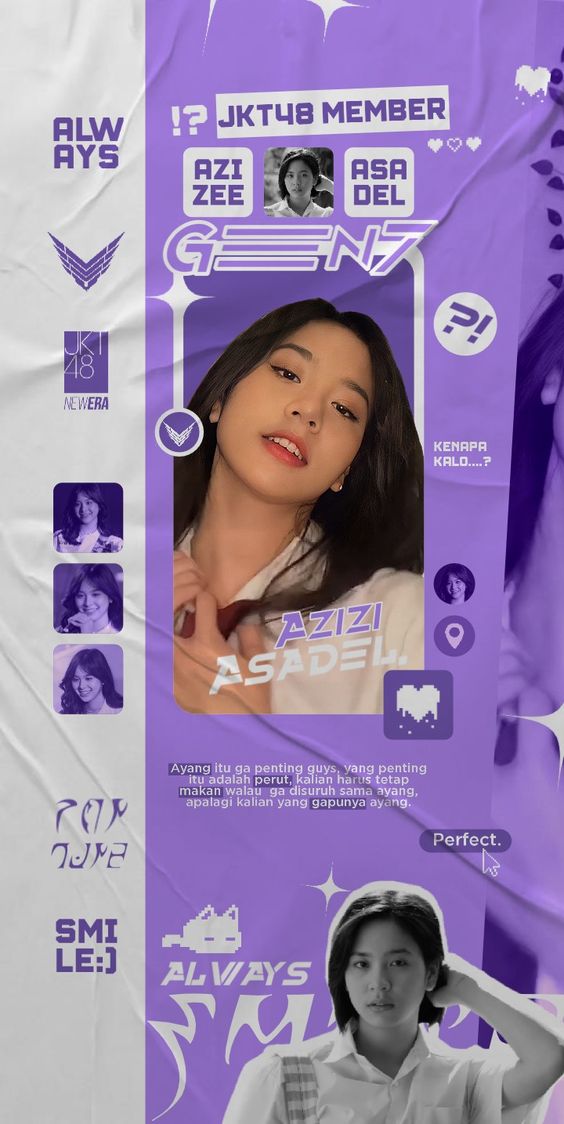 ALW
AYS
!? JKT48 MEMBER
AZI
ZEE
ASA
DEL
GEN7
?!
JKT
48
NEW ERA
KENAPA
KALO....?
AZIZI
ASADEL.
Ayang itu ga penting guys, yang penting
itu adalah perut, kalian harus tetap
makan walau ga disuruh sama ayang,
apalagi kalian yang gapunya ayang.
Perfect.
SMI
LE:)
ALWAYS